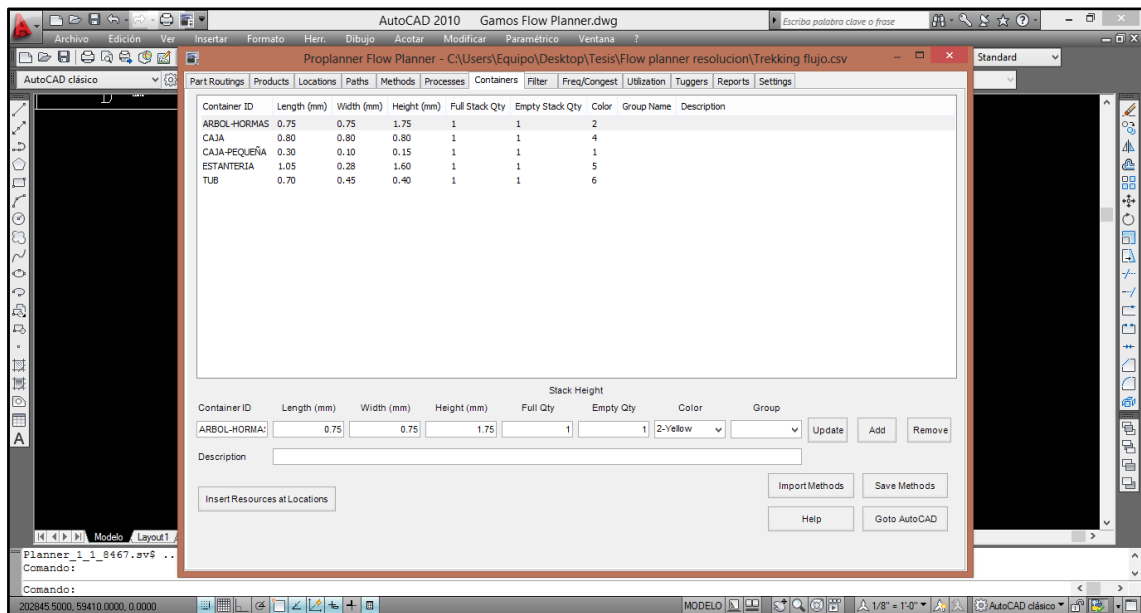 AutoCAD 2010 Gamos Flow Planner.dwg Escriba palabra clave o frase
Archivo Edición Ver Insertar Formato Herr. Dibujo Acotar Modificar Paramétrico Ventana ?
Proplanner Flow Planner - C:\Users\Equipo\Desktop\Tesis\Flow planner resolucion\Trekking flujo.csv
Standard
AutoCAD clásico
Part Routings Products Locations Paths Methods Processes Containers Filter Freq/Congest Utilization Tuggers Reports Settings
Container ID Length (mm) Width (mm) Height (mm) Full Stack Qty Empty Stack Qty Color Group Name Description
ARBOL-HORMAS 0.75 0.75 1.75 1 1 2
CAJA 0.80 0.80 0.80 1 1 4
CAJA-PEQUEÑA 0.30 0.10 0.15 1 1 1
ESTANTERIA 1.05 0.28 1.60 1 1 5
TUB 0.70 0.45 0.40 1 1 6
Stack Height
Container ID Length (mm) Width (mm) Height (mm) Full Qty Empty Qty Color Group
ARBOL-HORMA 0.75 0.75 1.75 1 1 2-Yellow Update Add Remove
Description
Import Methods Save Methods
Insert Resources at Locations
Help Goto AutoCAD
Modelo Layout1
Planner_1_1_8467.sv$ ..
Comando:
Comando:
202845.5000, 59410.0000, 0.0000 MODELO 1/8" = 1'-0" AutoCAD clásico